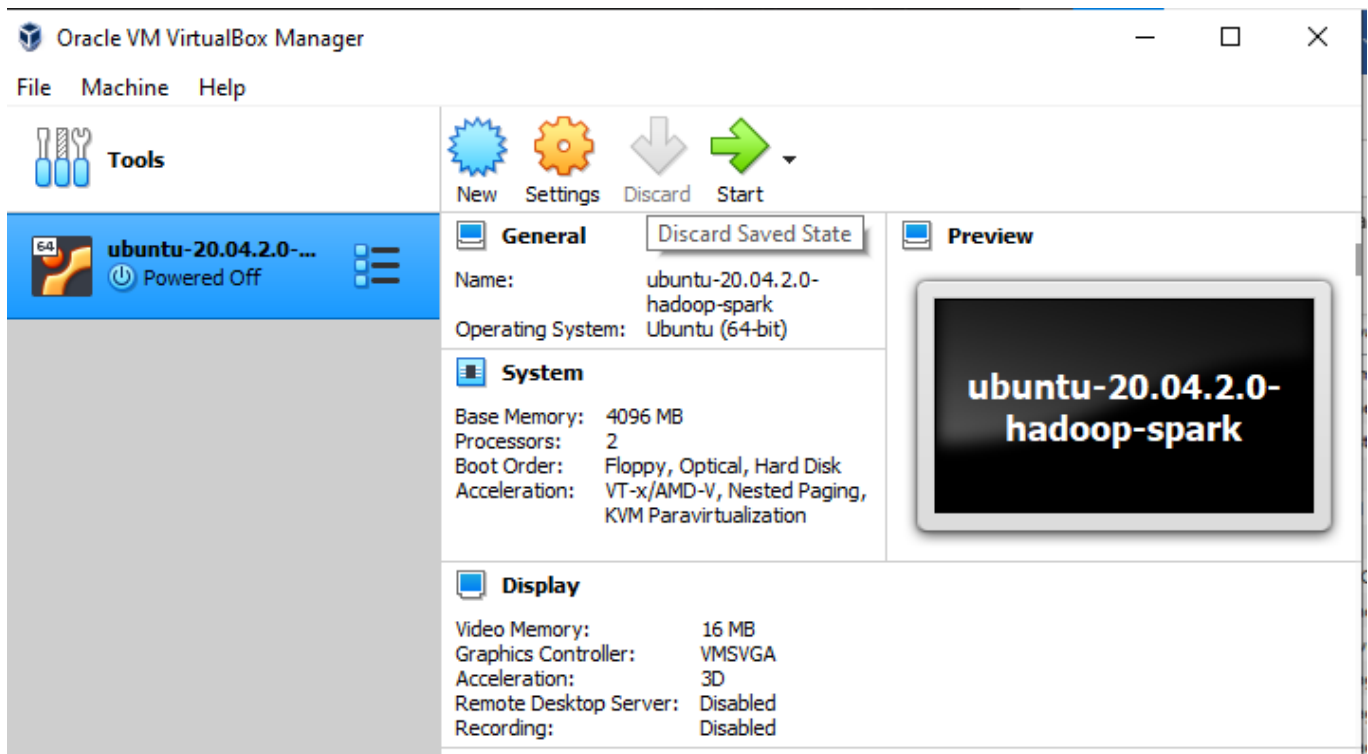 Oracle VM VirtualBox Manager
File Machine Help
Tools
New Settings Discard Start
Discard Saved State
64
ubuntu-20.04.2.0-...
Powered Off
General
Name: ubuntu-20.04.2.0-
hadoop-spark
Operating System: Ubuntu (64-bit)
System
Base Memory: 4096 MB
Processors: 2
Boot Order: Floppy, Optical, Hard Disk
Acceleration: VT-x/AMD-V, Nested Paging,
KVM Paravirtualization
Preview
ubuntu-20.04.2.0-
hadoop-spark
Display
Video Memory: 16 MB
Graphics Controller: VMSVGA
Acceleration: 3D
Remote Desktop Server: Disabled
Recording: Disabled